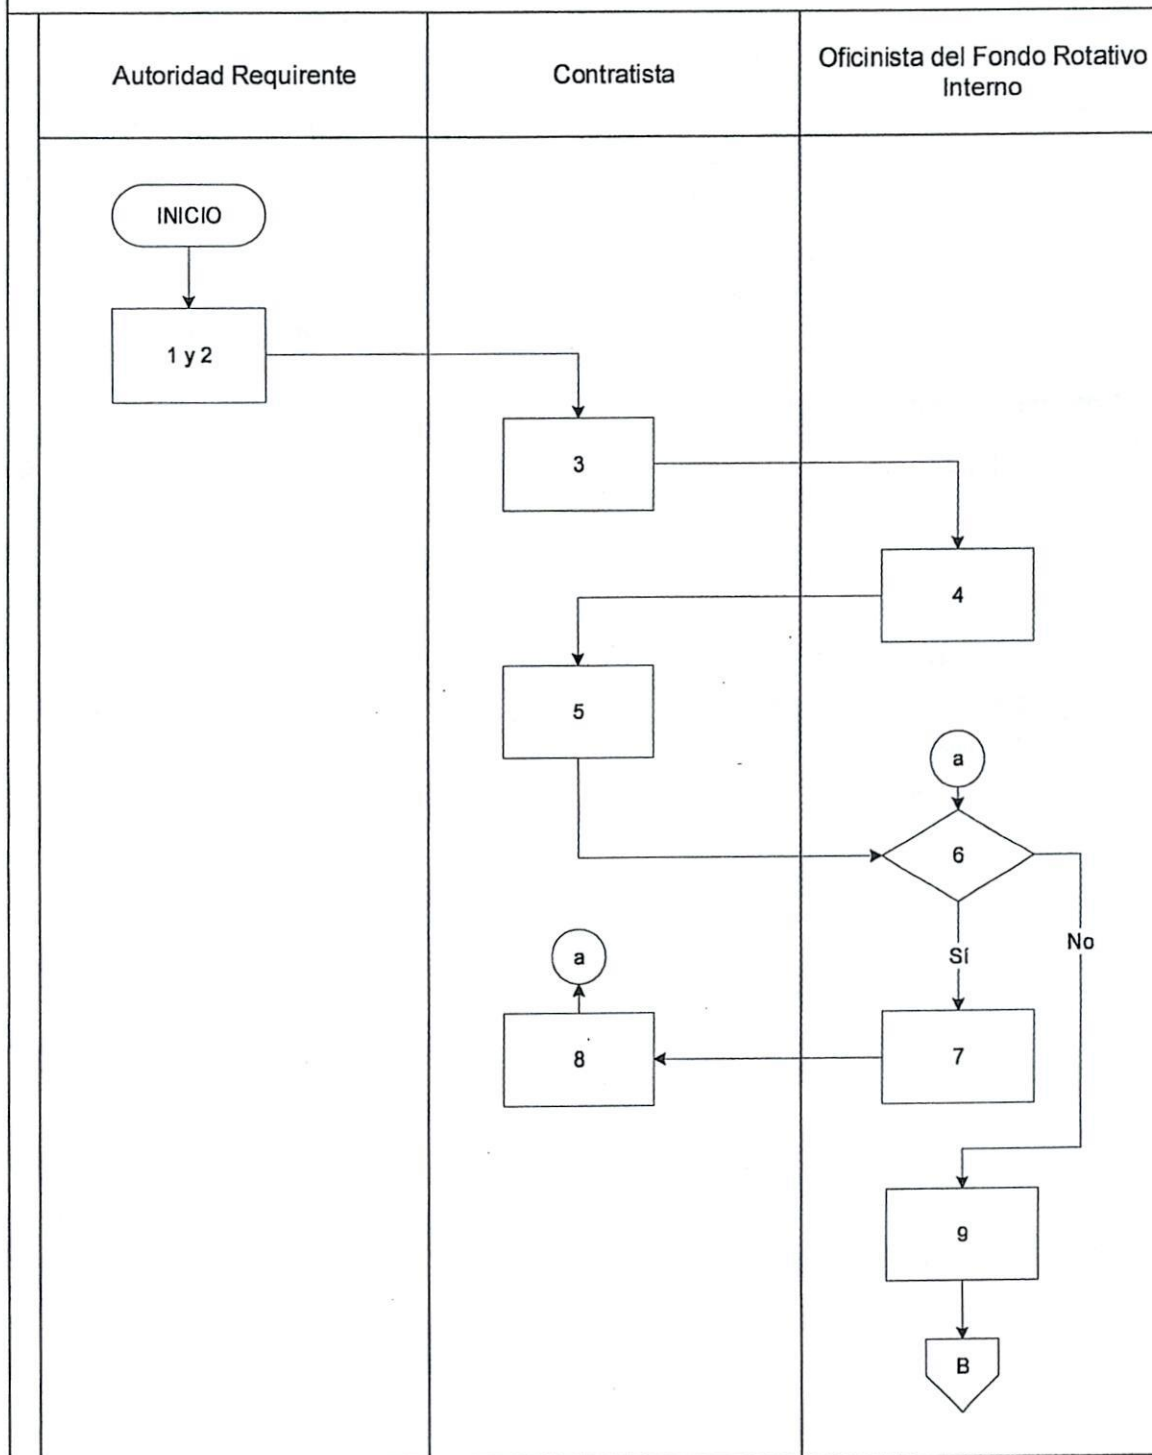 Autoridad Requirente
Contratista
Oficinista del Fondo Rotativo
Interno
INICIO
1 y 2
3
4
5
a
6
Sí
No
a
8
7
9
B